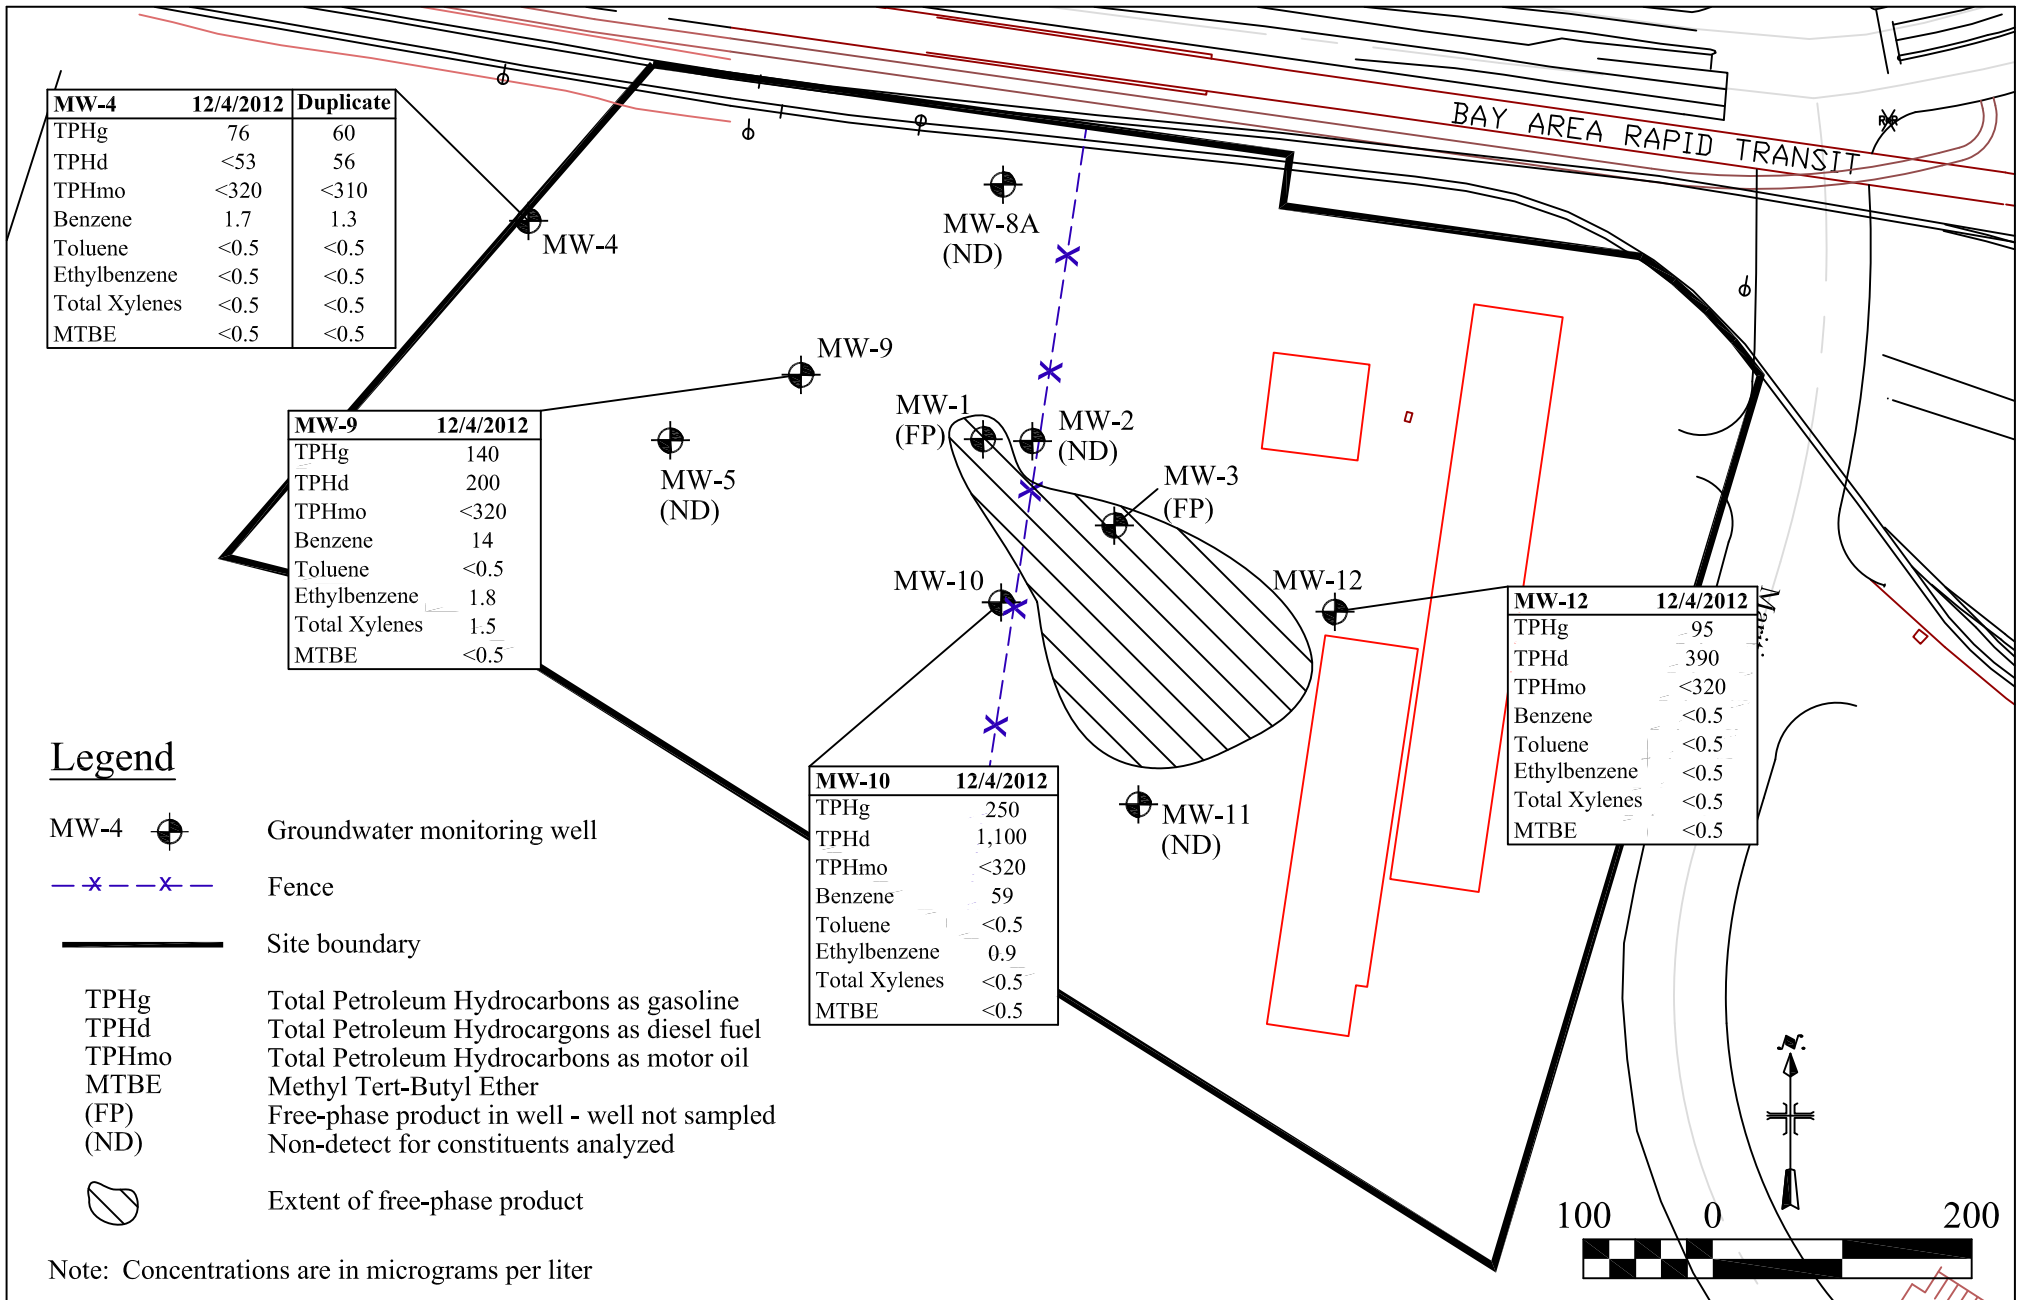 BAY AREA RAPID TRANSIT
MW-4 12/4/2012 Duplicate
TPHg 76 60
TPHd <53 56
TPHmo <320 <310
Benzene 1.7 1.3
Toluene <0.5 <0.5
Ethylbenzene <0.5 <0.5
Total Xylenes <0.5 <0.5
MTBE <0.5 <0.5
MW-4
MW-8A
(ND)
MW-9
MW-9 12/4/2012
TPHg 140
TPHd 200
TPHmo <320
Benzene 14
Toluene <0.5
Ethylbenzene 1.8
Total Xylenes 1.5
MTBE <0.5
MW-5
(ND)
MW-1
(FP)
MW-2
(ND)
MW-3
(FP)
MW-10
MW-12
MW-12 12/4/2012
TPHg 95
TPHd 390
TPHmo <320
Benzene <0.5
Toluene <0.5
Ethylbenzene <0.5
Total Xylenes <0.5
MTBE <0.5
MW-10 12/4/2012
TPHg 250
TPHd 1,100
TPHmo <320
Benzene 59
Toluene <0.5
Ethylbenzene 0.9
Total Xylenes <0.5
MTBE <0.5
MW-11
(ND)
Legend
MW-4 Groundwater monitoring well
x x Fence
Site boundary
TPHg Total Petroleum Hydrocarbons as gasoline
TPHd Total Petroleum Hydrocargons as diesel fuel
TPHmo Total Petroleum Hydrocarbons as motor oil
MTBE Methyl Tert-Butyl Ether
(FP) Free-phase product in well - well not sampled
(ND) Non-detect for constituents analyzed
Extent of free-phase product
Note: Concentrations are in micrograms per liter
N
100 0 200